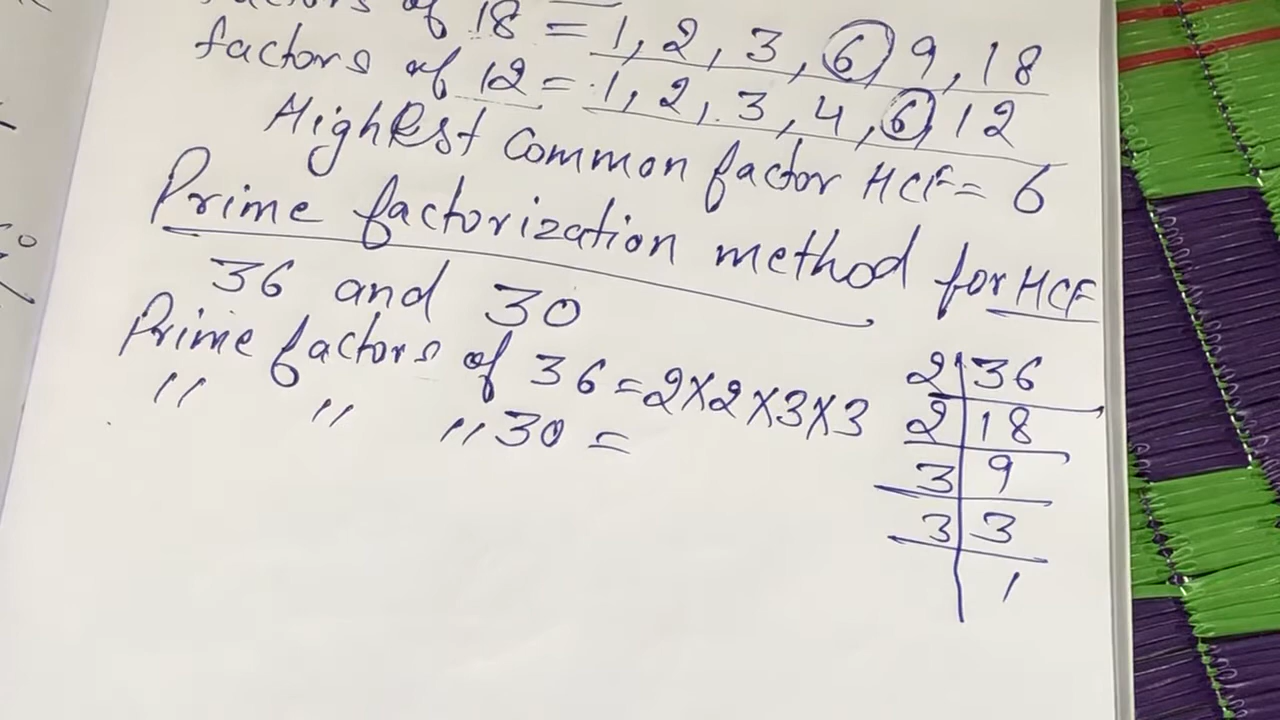 factors of 18 = 1, 2, 3, 6, 9, 18
factors of 12 = 1, 2, 3, 4, 6, 12
Highest Common factor HCF = 6
Prime factorization method for HCF
36 and 30
Prime factors of 36 = 2×2×3×3
" " " 30 =
2 | 36
2 | 18
3 | 9
3 | 3
| 1